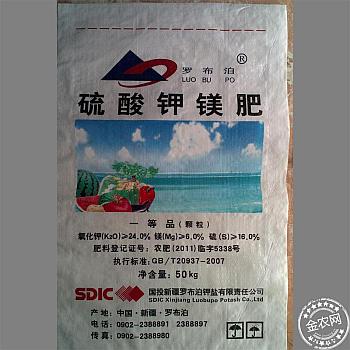 罗布泊®
LUO BU PO
硫酸钾镁肥
一等品（颗粒）
氧化钾(K₂O)≥24.0% 镁(Mg)≥6.0% 硫(S)≥16.0%
肥料登记证号：农肥(2011)临字5338号
执行标准：GB/T20937-2007
净含量：50kg
SDIC 国投新疆罗布泊钾盐有限责任公司
SDIC Xinjiang Luobupo Potash Co., Ltd
产地：中国·新疆·罗布泊
电话：0902-2388891 2388897
传真：0902-2388980
金农网